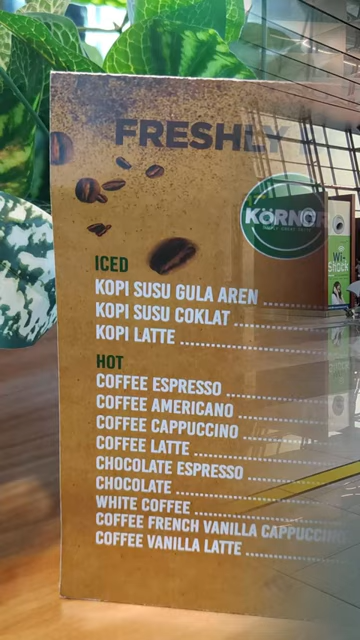 FRESHLY
KöRNOR
ICED
KOPI SUSU GULA AREN
KOPI SUSU COKLAT
KOPI LATTE
HOT
COFFEE ESPRESSO
COFFEE AMERICANO
COFFEE CAPPUCCINO
COFFEE LATTE
CHOCOLATE ESPRESSO
CHOCOLATE
WHITE COFFEE
COFFEE FRENCH VANILLA CAPPUCCINO
COFFEE VANILLA LATTE